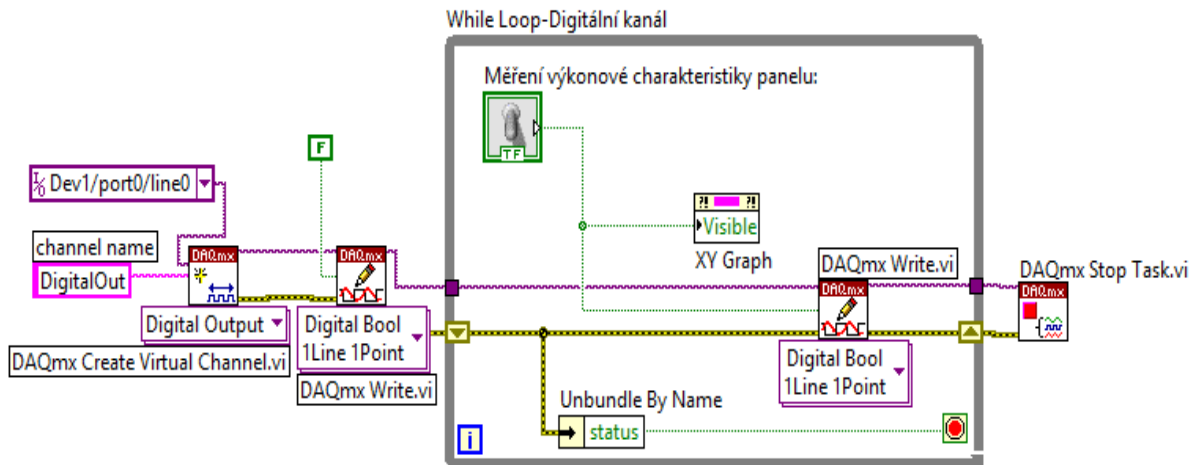 While Loop-Digitální kanál
Měření výkonové charakteristiky panelu:
TF
F
I/O Dev1/port0/line0
channel name
DigitalOut
DAQmx
Digital Output
DAQmx Create Virtual Channel.vi
DAQmx
Digital Bool
1Line 1Point
DAQmx Write.vi
?! ?!
Visible
XY Graph
DAQmx Write.vi
DAQmx
Digital Bool
1Line 1Point
DAQmx Stop Task.vi
DAQmx
Unbundle By Name
status
i